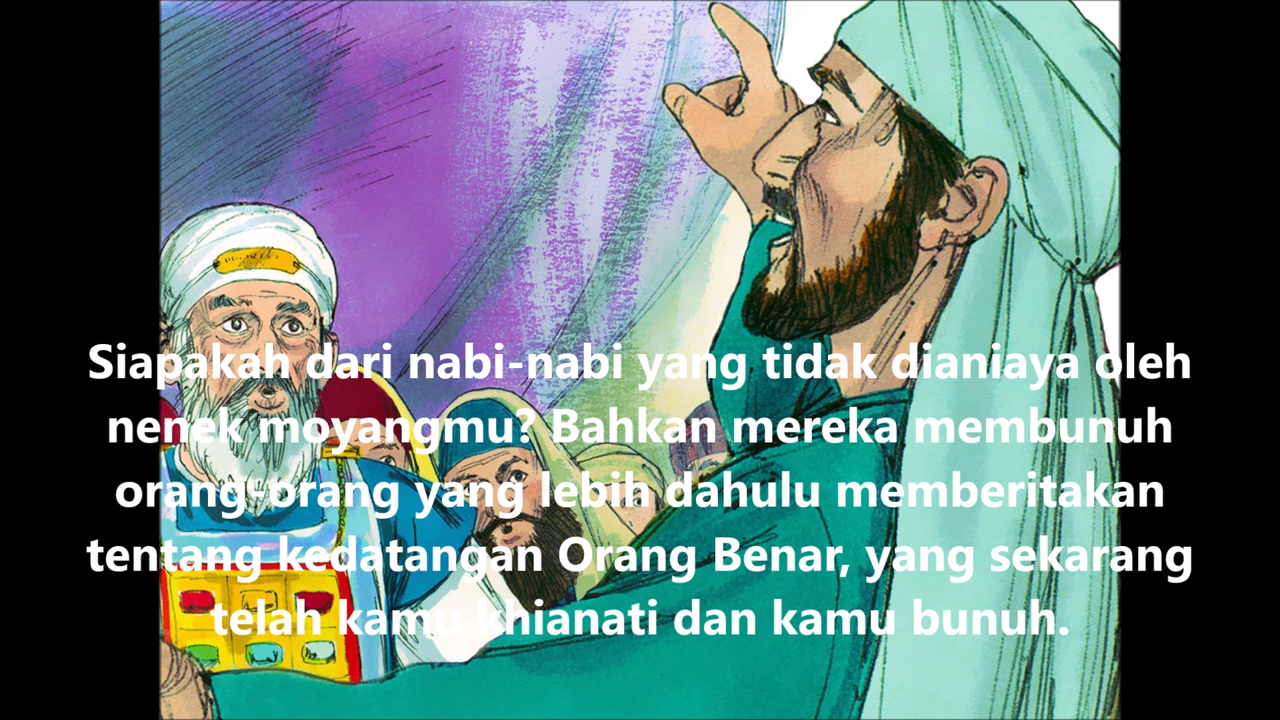 Siapakah dari nabi-nabi yang tidak dianiaya oleh
nenek moyangmu? Bahkan mereka membunuh
orang-orang yang lebih dahulu memberitakan
tentang kedatangan Orang Benar, yang sekarang
telah kamu khianati dan kamu bunuh.